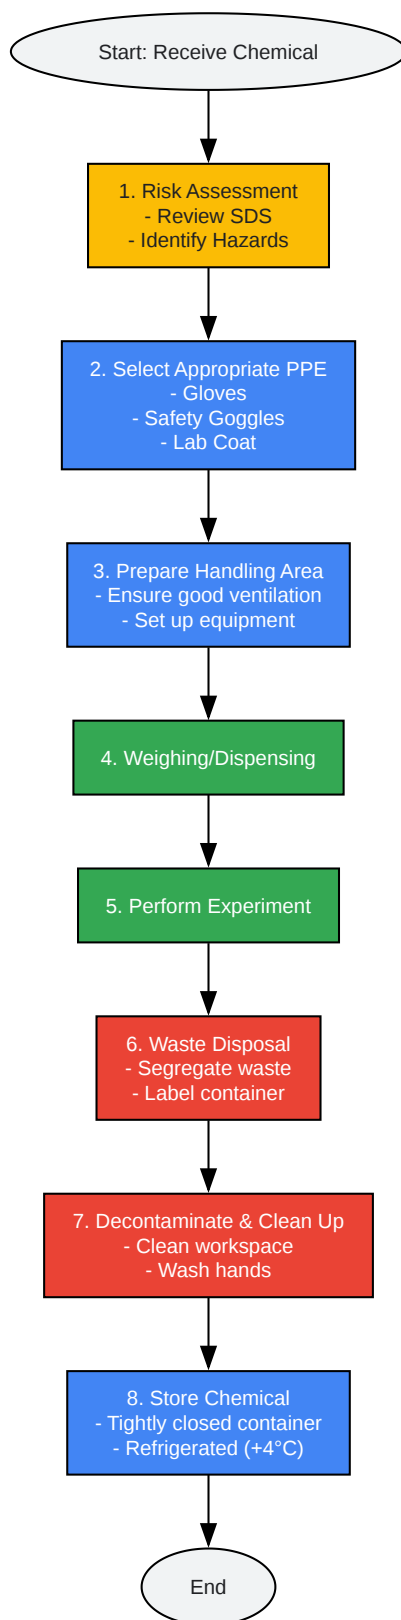 Start: Receive Chemical
1. Risk Assessment
- Review SDS
- Identify Hazards
2. Select Appropriate PPE
- Gloves
- Safety Goggles
- Lab Coat
3. Prepare Handling Area
- Ensure good ventilation
- Set up equipment
4. Weighing/Dispensing
5. Perform Experiment
6. Waste Disposal
- Segregate waste
- Label container
7. Decontaminate & Clean Up
- Clean workspace
- Wash hands
8. Store Chemical
- Tightly closed container
- Refrigerated (+4°C)
End